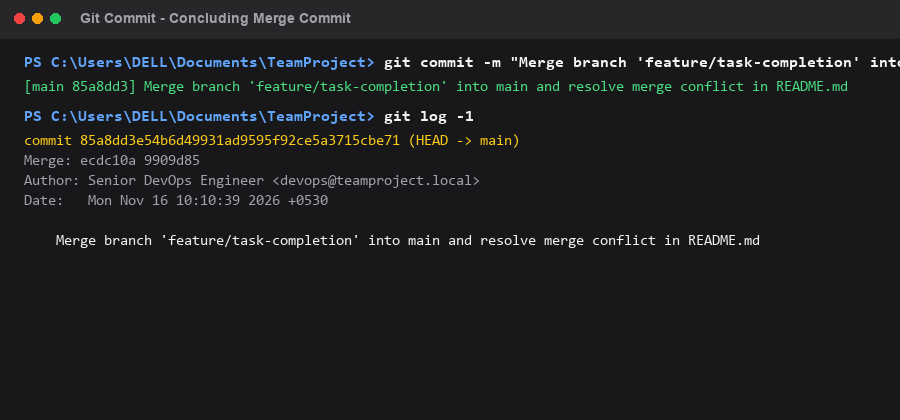 Git Commit - Concluding Merge Commit
PS C:\Users\DELL\Documents\TeamProject> git commit -m "Merge branch 'feature/task-completion' into
[main 85a8dd3] Merge branch 'feature/task-completion' into main and resolve merge conflict in README.md
PS C:\Users\DELL\Documents\TeamProject> git log -1
commit 85a8dd3e54b6d49931ad9595f92ce5a3715cbe71 (HEAD -> main)
Merge: ecdc10a 9909d85
Author: Senior DevOps Engineer <devops@teamproject.local>
Date:   Mon Nov 16 10:10:39 2026 +0530
Merge branch 'feature/task-completion' into main and resolve merge conflict in README.md